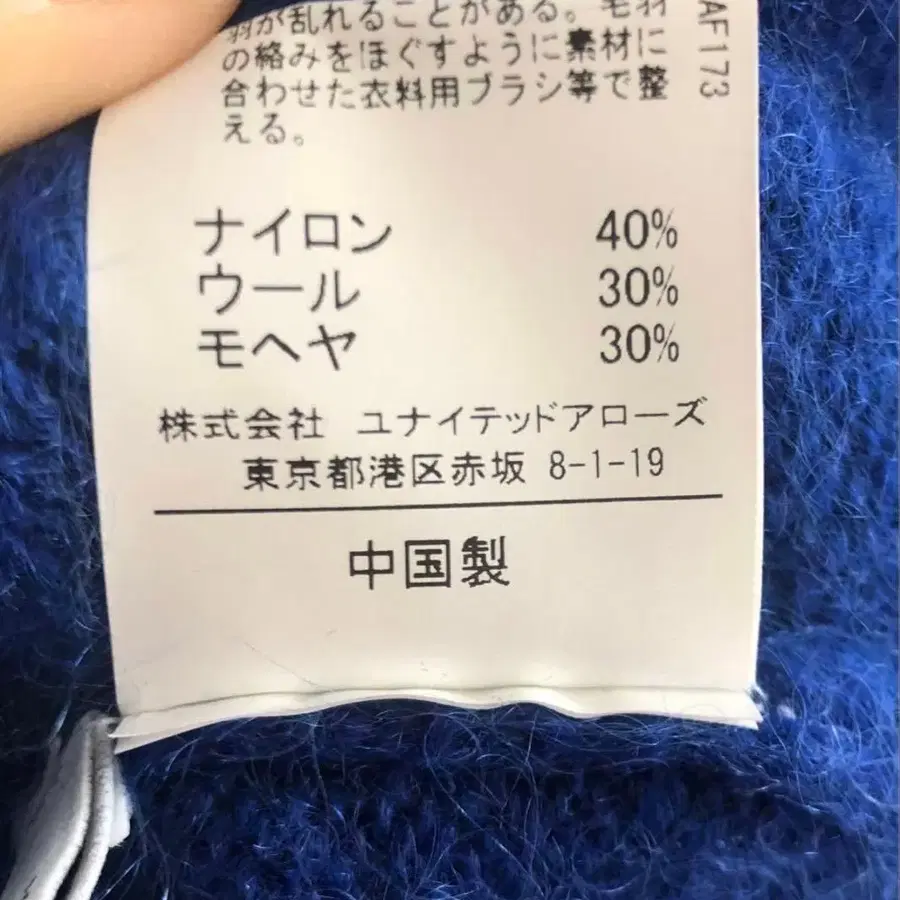 羽が乱れることがある。毛羽
の絡みをほぐすように素材に
合わせた衣料用ブラシ等で整
える。
AF173
ナイロン 40%
ウール 30%
モヘヤ 30%
株式会社 ユナイテッドアローズ
東京都港区赤坂 8-1-19
中国製